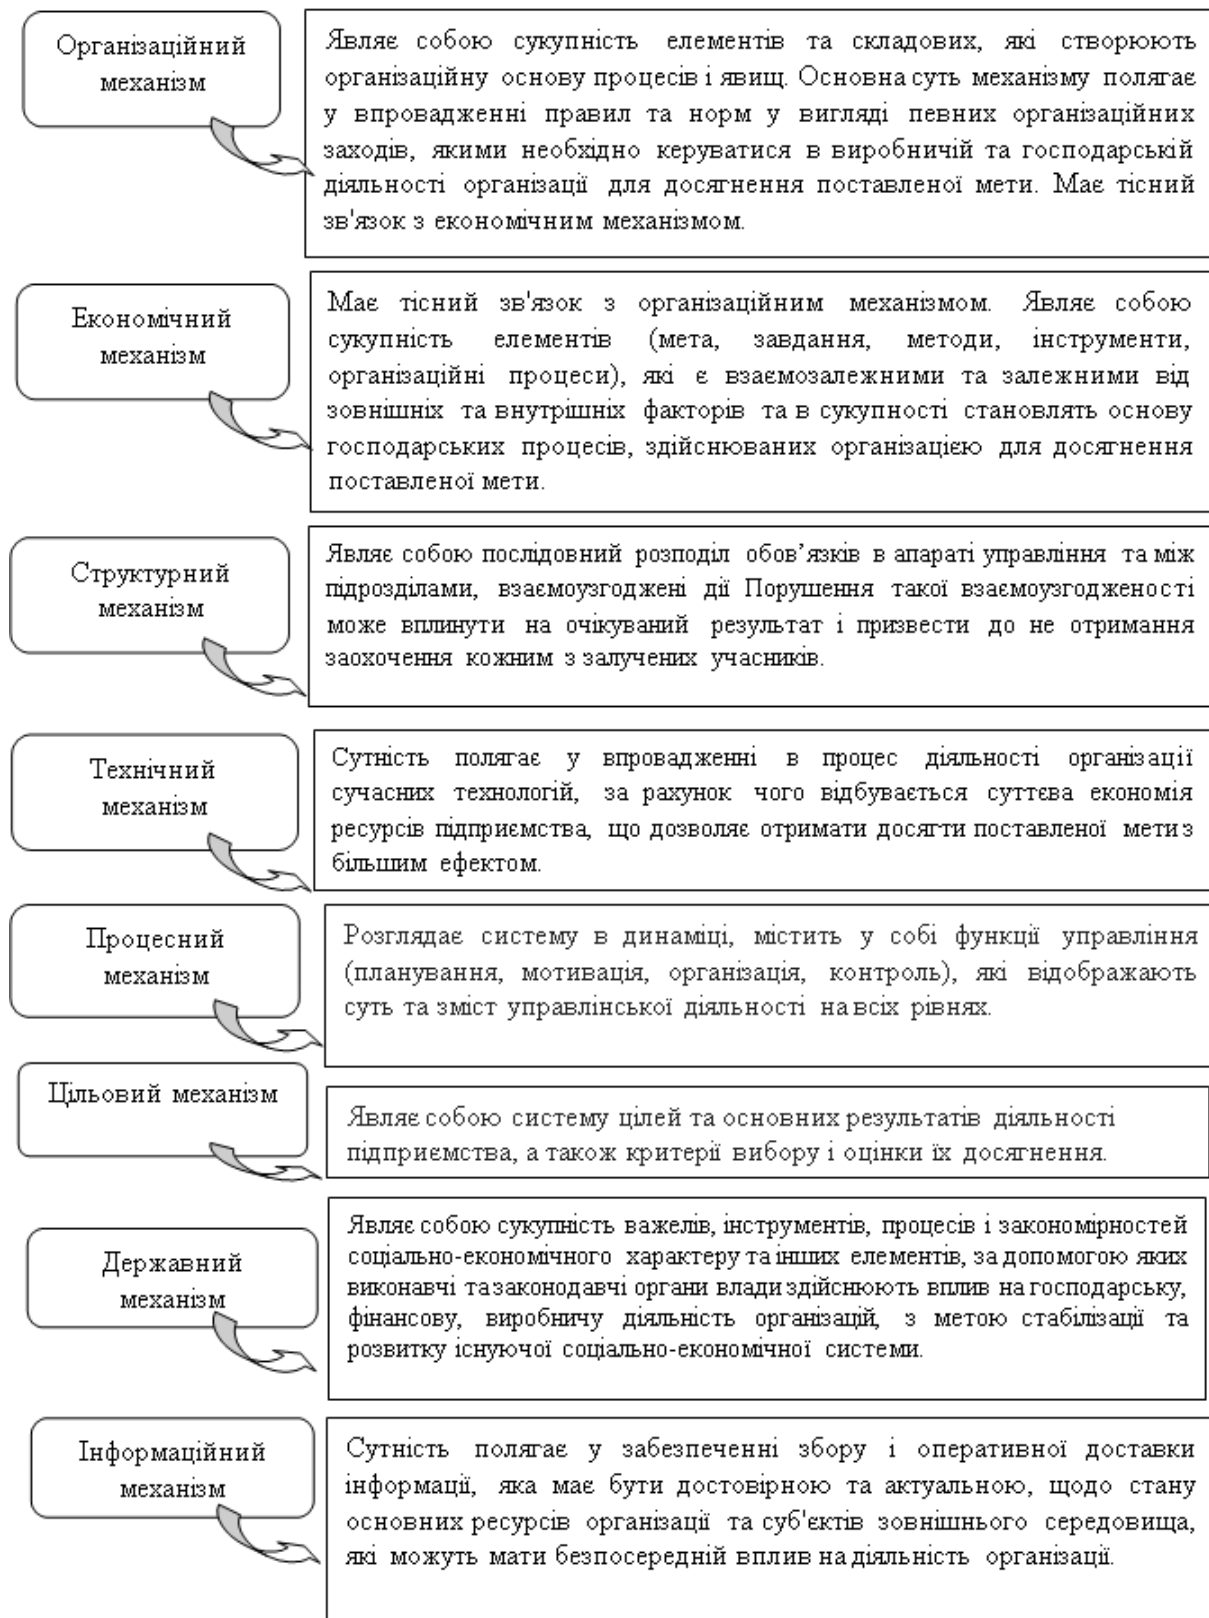 Організаційний
механізм
Являє собою сукупність елементів та складових, які створюють
організаційну основу процесів і явищ. Основна суть механізму полягає
у впровадженні правил та норм у вигляді певних організаційних
заходів, якими необхідно керуватися в виробничій та господарській
діяльності організації для досягнення поставленої мети. Має тісний
зв'язок з економічним механізмом.
Економічний
механізм
Має тісний зв'язок з організаційним механізмом. Являє собою
сукупність елементів (мета, завдання, методи, інструменти,
організаційні процеси), які є взаємозалежними та залежними від
зовнішніх та внутрішніх факторів та в сукупності становлять основу
господарських процесів, здійснюваних організацією для досягнення
поставленої мети.
Структурний
механізм
Являє собою послідовний розподіл обов’язків в апараті управління та між
підрозділами, взаємоузгоджені дії Порушення такої взаємоузгодженості
може вплинути на очікуваний результат і призвести до не отримання
заохочення кожним з залучених учасників.
Технічний
механізм
Сутність полягає у впровадженні в процес діяльності організації
сучасних технологій, за рахунок чого відбувається суттєва економія
ресурсів підприємства, що дозволяє отримати досягти поставленої мети з
більшим ефектом.
Процесний
механізм
Розглядає систему в динаміці, містить у собі функції управління
(планування, мотивація, організація, контроль), які відображають
суть та зміст управлінської діяльності на всіх рівнях.
Цільовий механізм
Являє собою систему цілей та основних результатів діяльності
підприємства, а також критерії вибору і оцінки їх досягнення.
Державний
механізм
Являє собою сукупність важелів, інструментів, процесів і закономірностей
соціально-економічного характеру та інших елементів, за допомогою яких
виконавчі та законодавчі органи влади здійснюють вплив на господарську,
фінансову, виробничу діяльність організацій, з метою стабілізації та
розвитку існуючої соціально-економічної системи.
Інформаційний
механізм
Сутність полягає у забезпеченні збору і оперативної доставки
інформації, яка має бути достовірною та актуальною, щодо стану
основних ресурсів організації та суб'єктів зовнішнього середовища,
які можуть мати безпосередній вплив на діяльність організації.